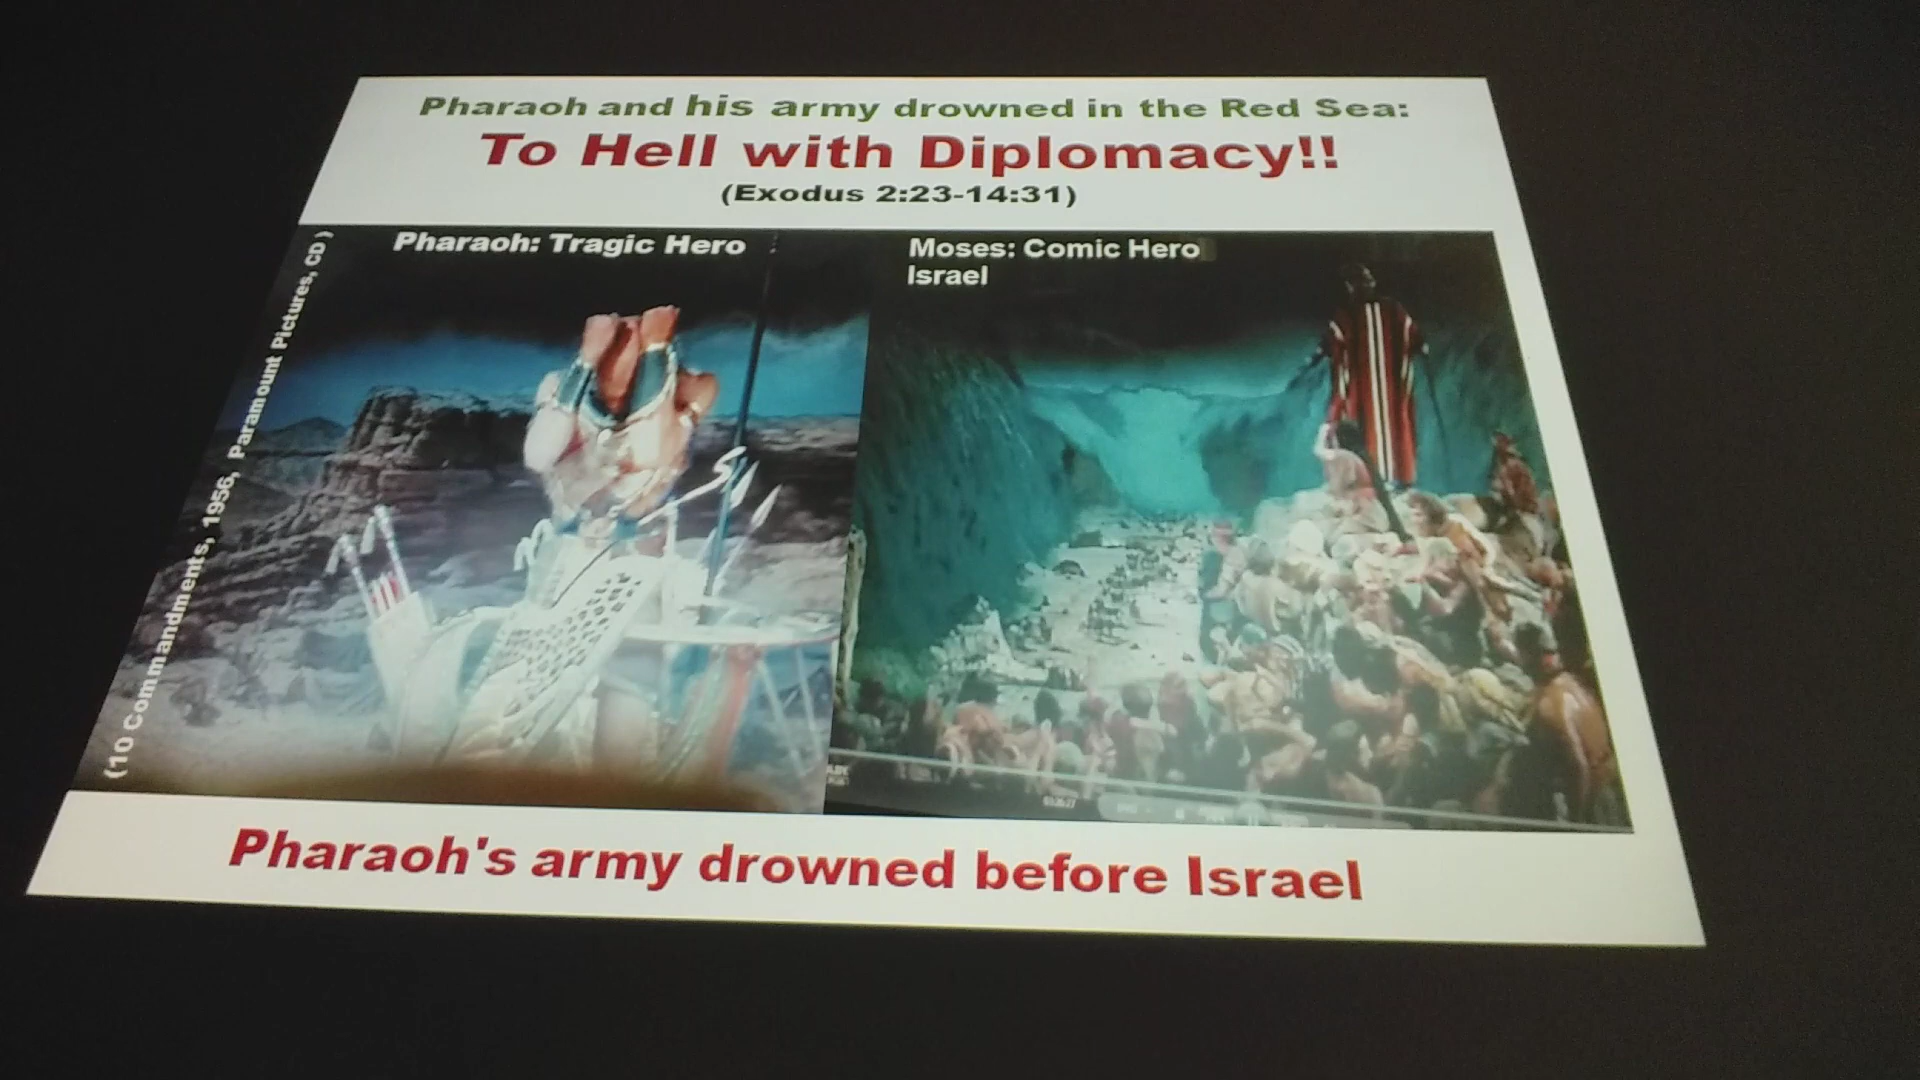 Pharaoh and his army drowned in the Red Sea:
To Hell with Diplomacy!!
(Exodus 2:23-14:31)
Pharaoh: Tragic Hero
Moses: Comic Hero
Israel
(10 Commandments, 1956, Paramount Pictures, CD )
Pharaoh's army drowned before Israel